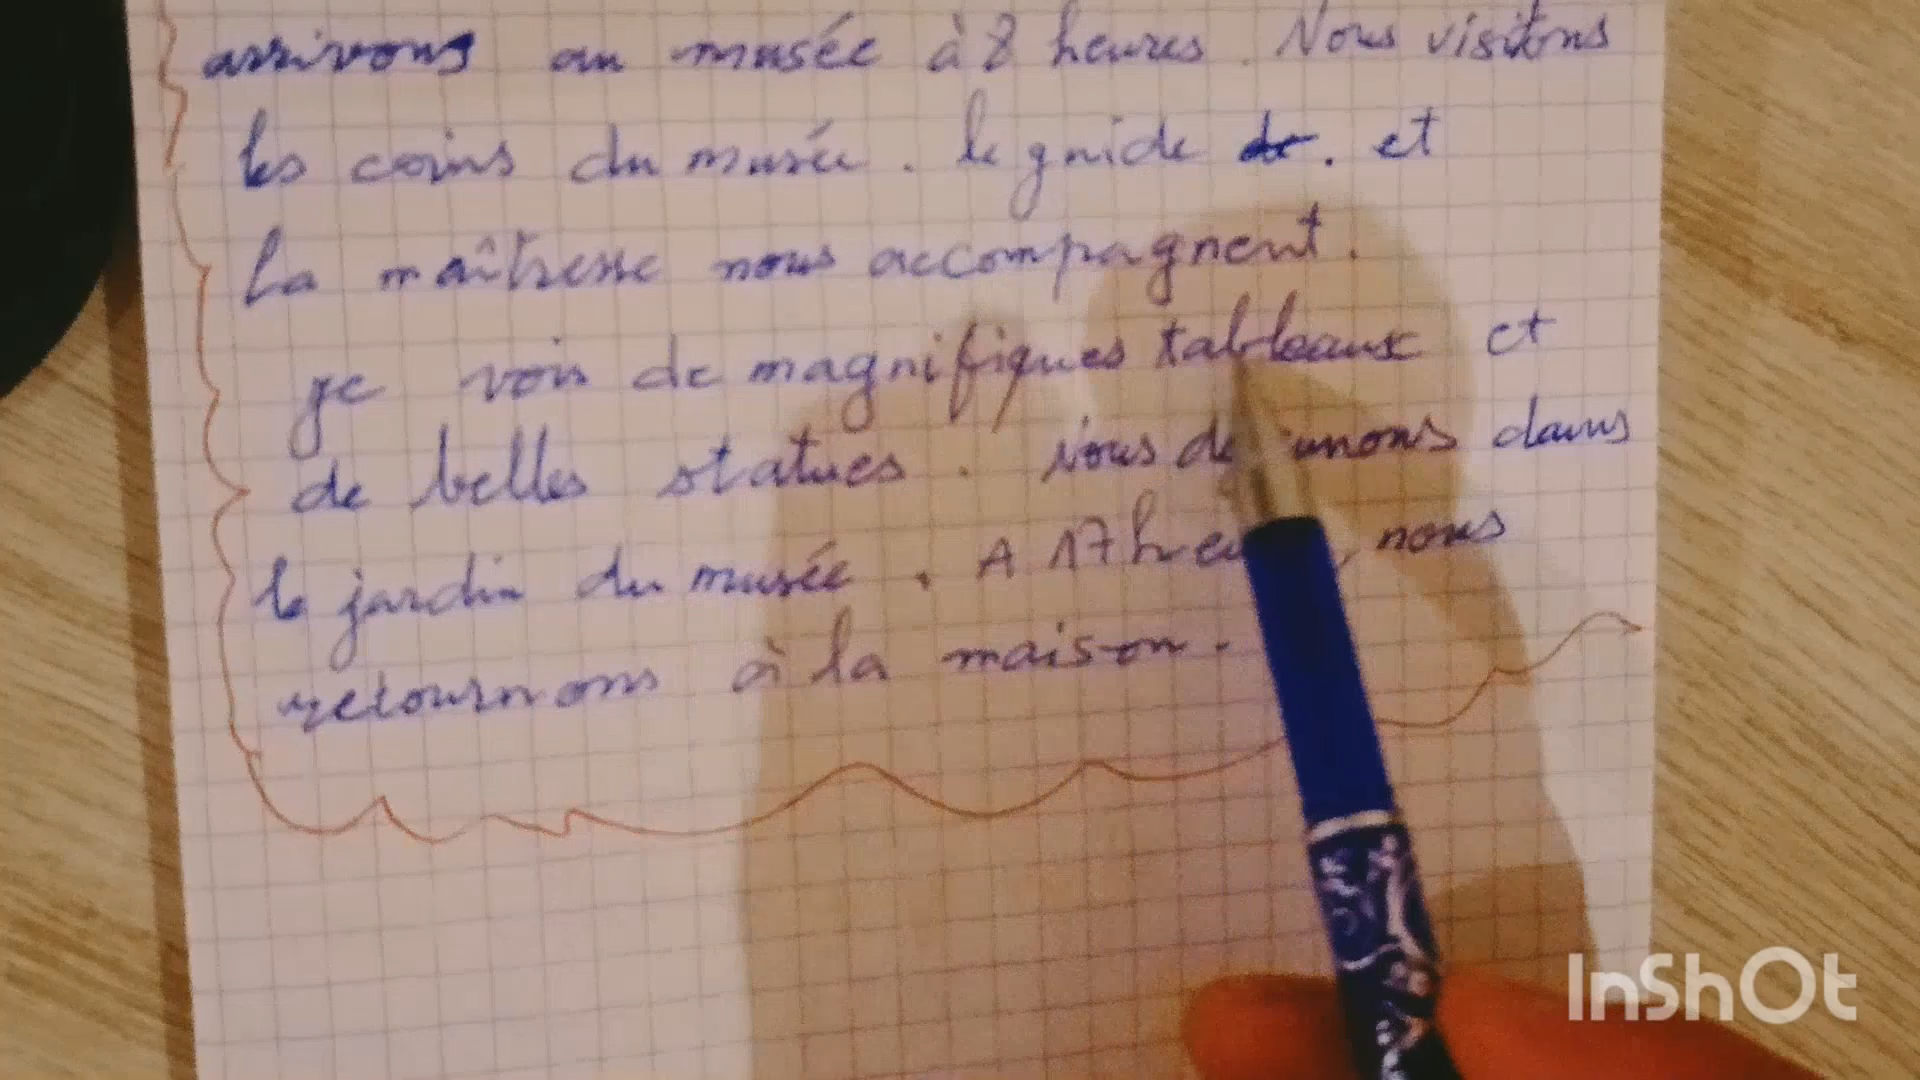 arrivons au musée à 8 heures. Nous visitons
les coins du musée. le guide et
la maîtresse nous accompagnent.
je vois de magnifiques tableaux et
de belles statues. Nous dans
le jardin du musée. A 17 , nous
retournons à la maison.
InShOt